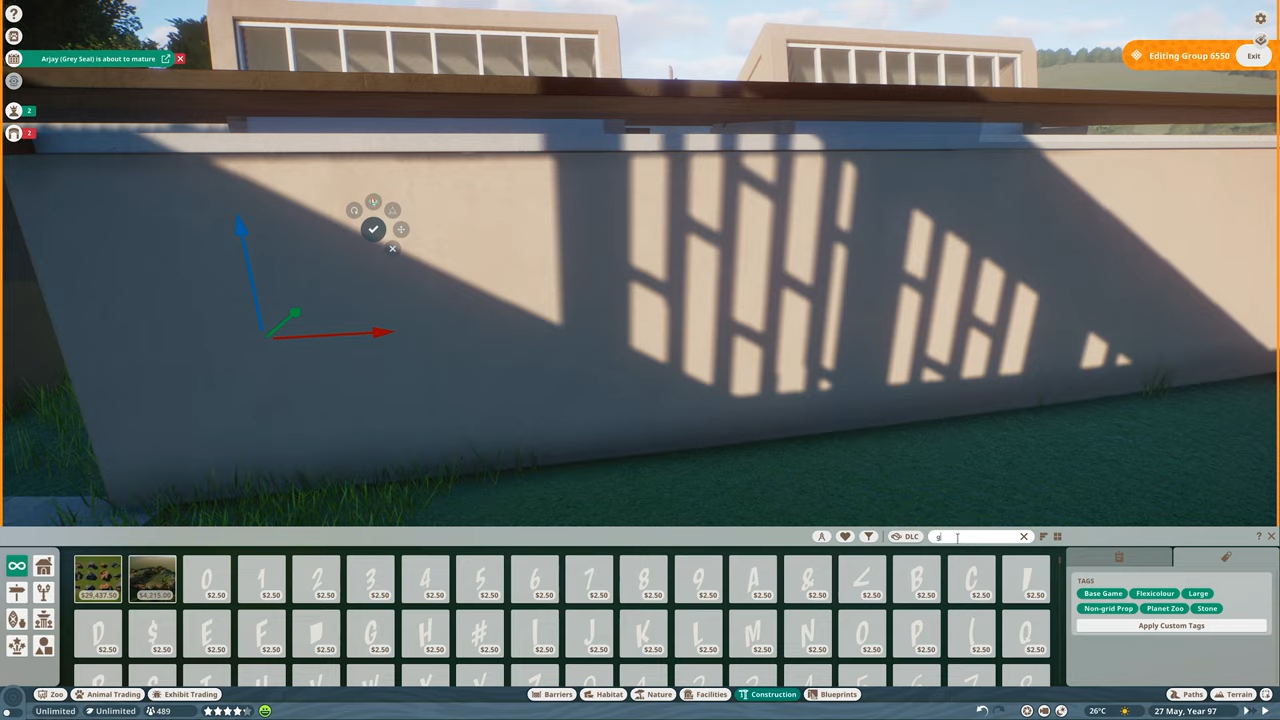 ?
Arjay (Grey Seal) is about to mature
2
2
Editing Group 6550
Exit
DLC
g
?
$29,437.50
$4,215.00
0 $2.50
1 $2.50
2 $2.50
3 $2.50
4 $2.50
5 $2.50
6 $2.50
7 $2.50
8 $2.50
9 $2.50
A $2.50
& $2.50
< $2.50
B $2.50
C $2.50
$2.50
D $2.50
$ $2.50
E $2.50
F $2.50
$2.50
G $2.50
H $2.50
# $2.50
I $2.50
J $2.50
K $2.50
L $2.50
M $2.50
N $2.50
O $2.50
P $2.50
$2.50
Q $2.50
TAGS
Base Game
Flexicolour
Large
Non-grid Prop
Planet Zoo
Stone
Apply Custom Tags
Zoo
Animal Trading
Exhibit Trading
Barriers
Habitat
Nature
Facilities
Construction
Blueprints
Paths
Terrain
Unlimited
Unlimited
489
26°C
27 May, Year 97